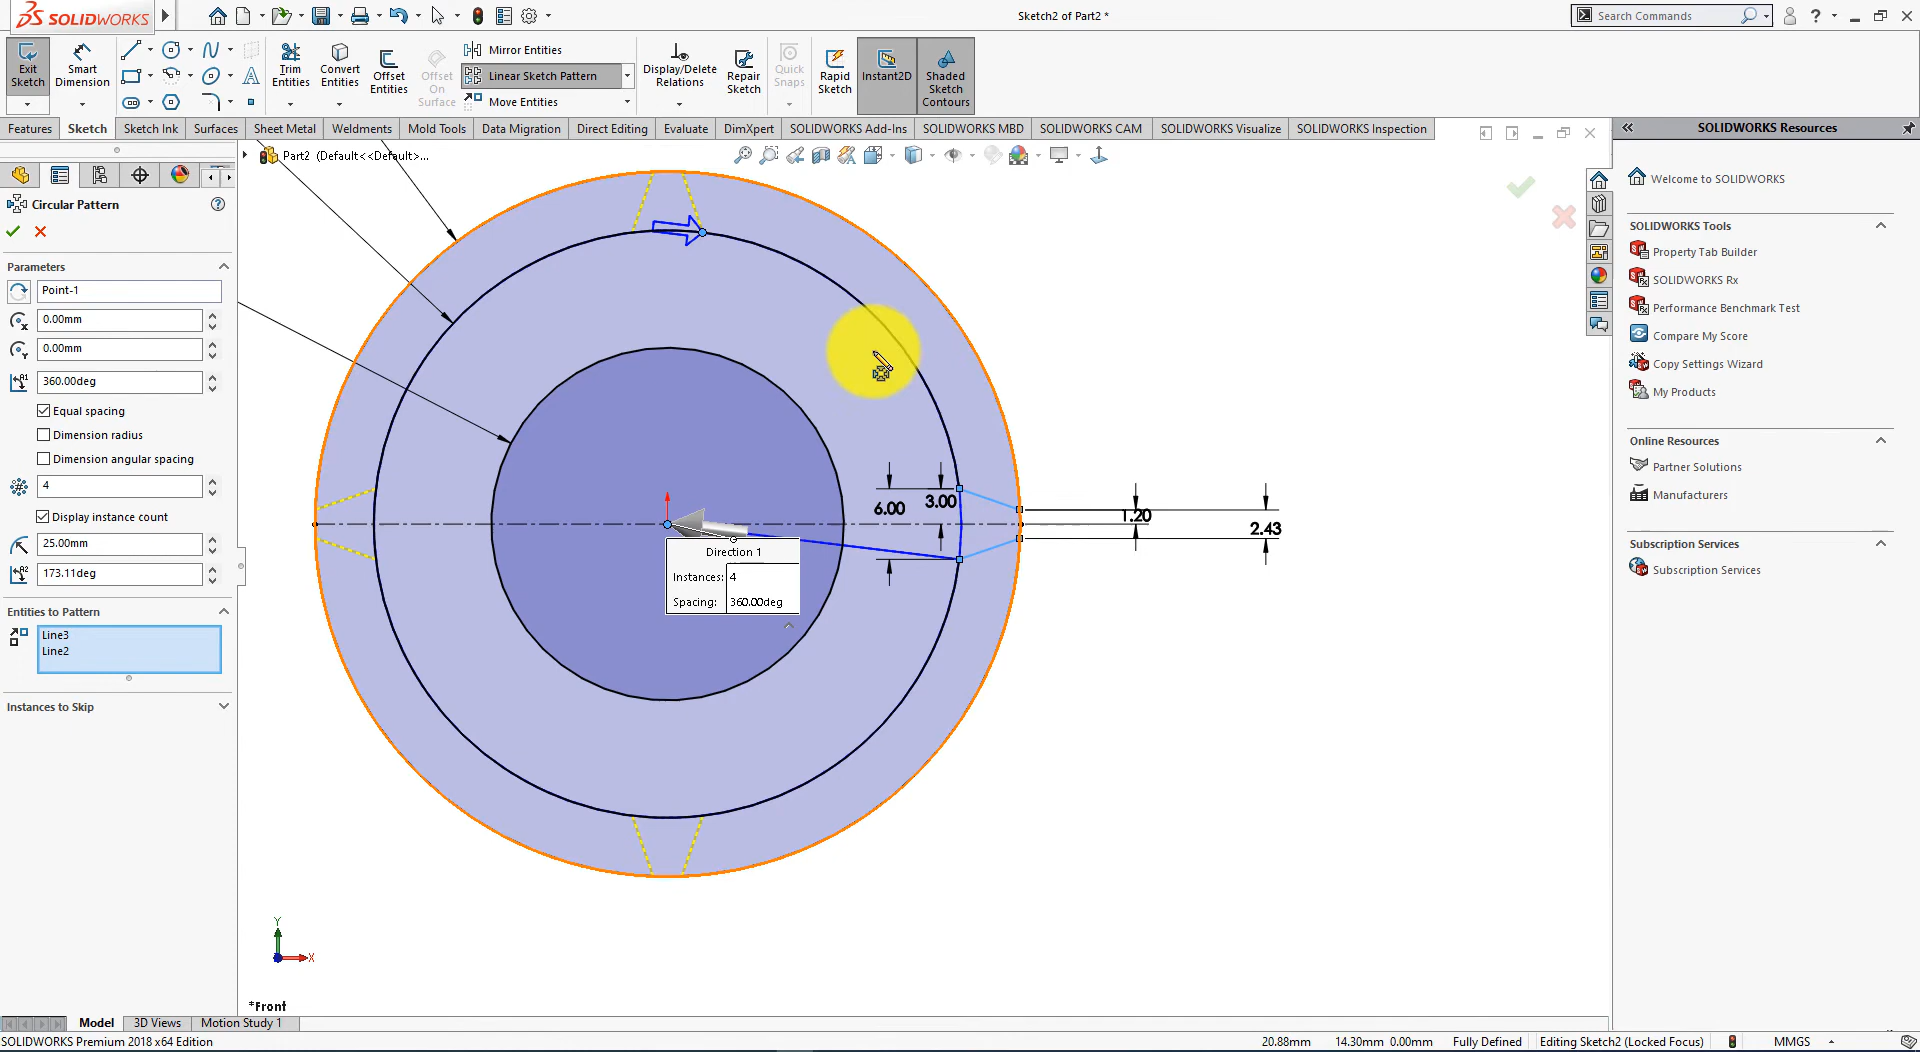 SOLIDWORKS
Sketch2 of Part2 *
Search Commands
Exit Sketch
Smart Dimension
Trim Entities
Convert Entities
Offset Entities
Offset On Surface
Mirror Entities
Linear Sketch Pattern
Move Entities
Display/Delete Relations
Repair Sketch
Quick Snaps
Rapid Sketch
Instant2D
Shaded Sketch Contours
Features
Sketch
Sketch Ink
Surfaces
Sheet Metal
Weldments
Mold Tools
Data Migration
Direct Editing
Evaluate
DimXpert
SOLIDWORKS Add-Ins
SOLIDWORKS MBD
SOLIDWORKS CAM
SOLIDWORKS Visualize
SOLIDWORKS Inspection
Part2 (Default<<Default>...
Circular Pattern
Parameters
Point-1
0.00mm
0.00mm
360.00deg
Equal spacing
Dimension radius
Dimension angular spacing
4
Display instance count
25.00mm
173.11deg
Entities to Pattern
Line3
Line2
Instances to Skip
6.00
3.00
1.20
2.43
Direction 1
Instances: 4
Spacing: 360.00deg
Y
X
*Front
SOLIDWORKS Resources
Welcome to SOLIDWORKS
SOLIDWORKS Tools
Property Tab Builder
SOLIDWORKS Rx
Performance Benchmark Test
Compare My Score
Copy Settings Wizard
My Products
Online Resources
Partner Solutions
Manufacturers
Subscription Services
Subscription Services
Model
3D Views
Motion Study 1
SOLIDWORKS Premium 2018 x64 Edition
20.88mm
14.30mm 0.00mm
Fully Defined
Editing Sketch2 (Locked Focus)
MMGS